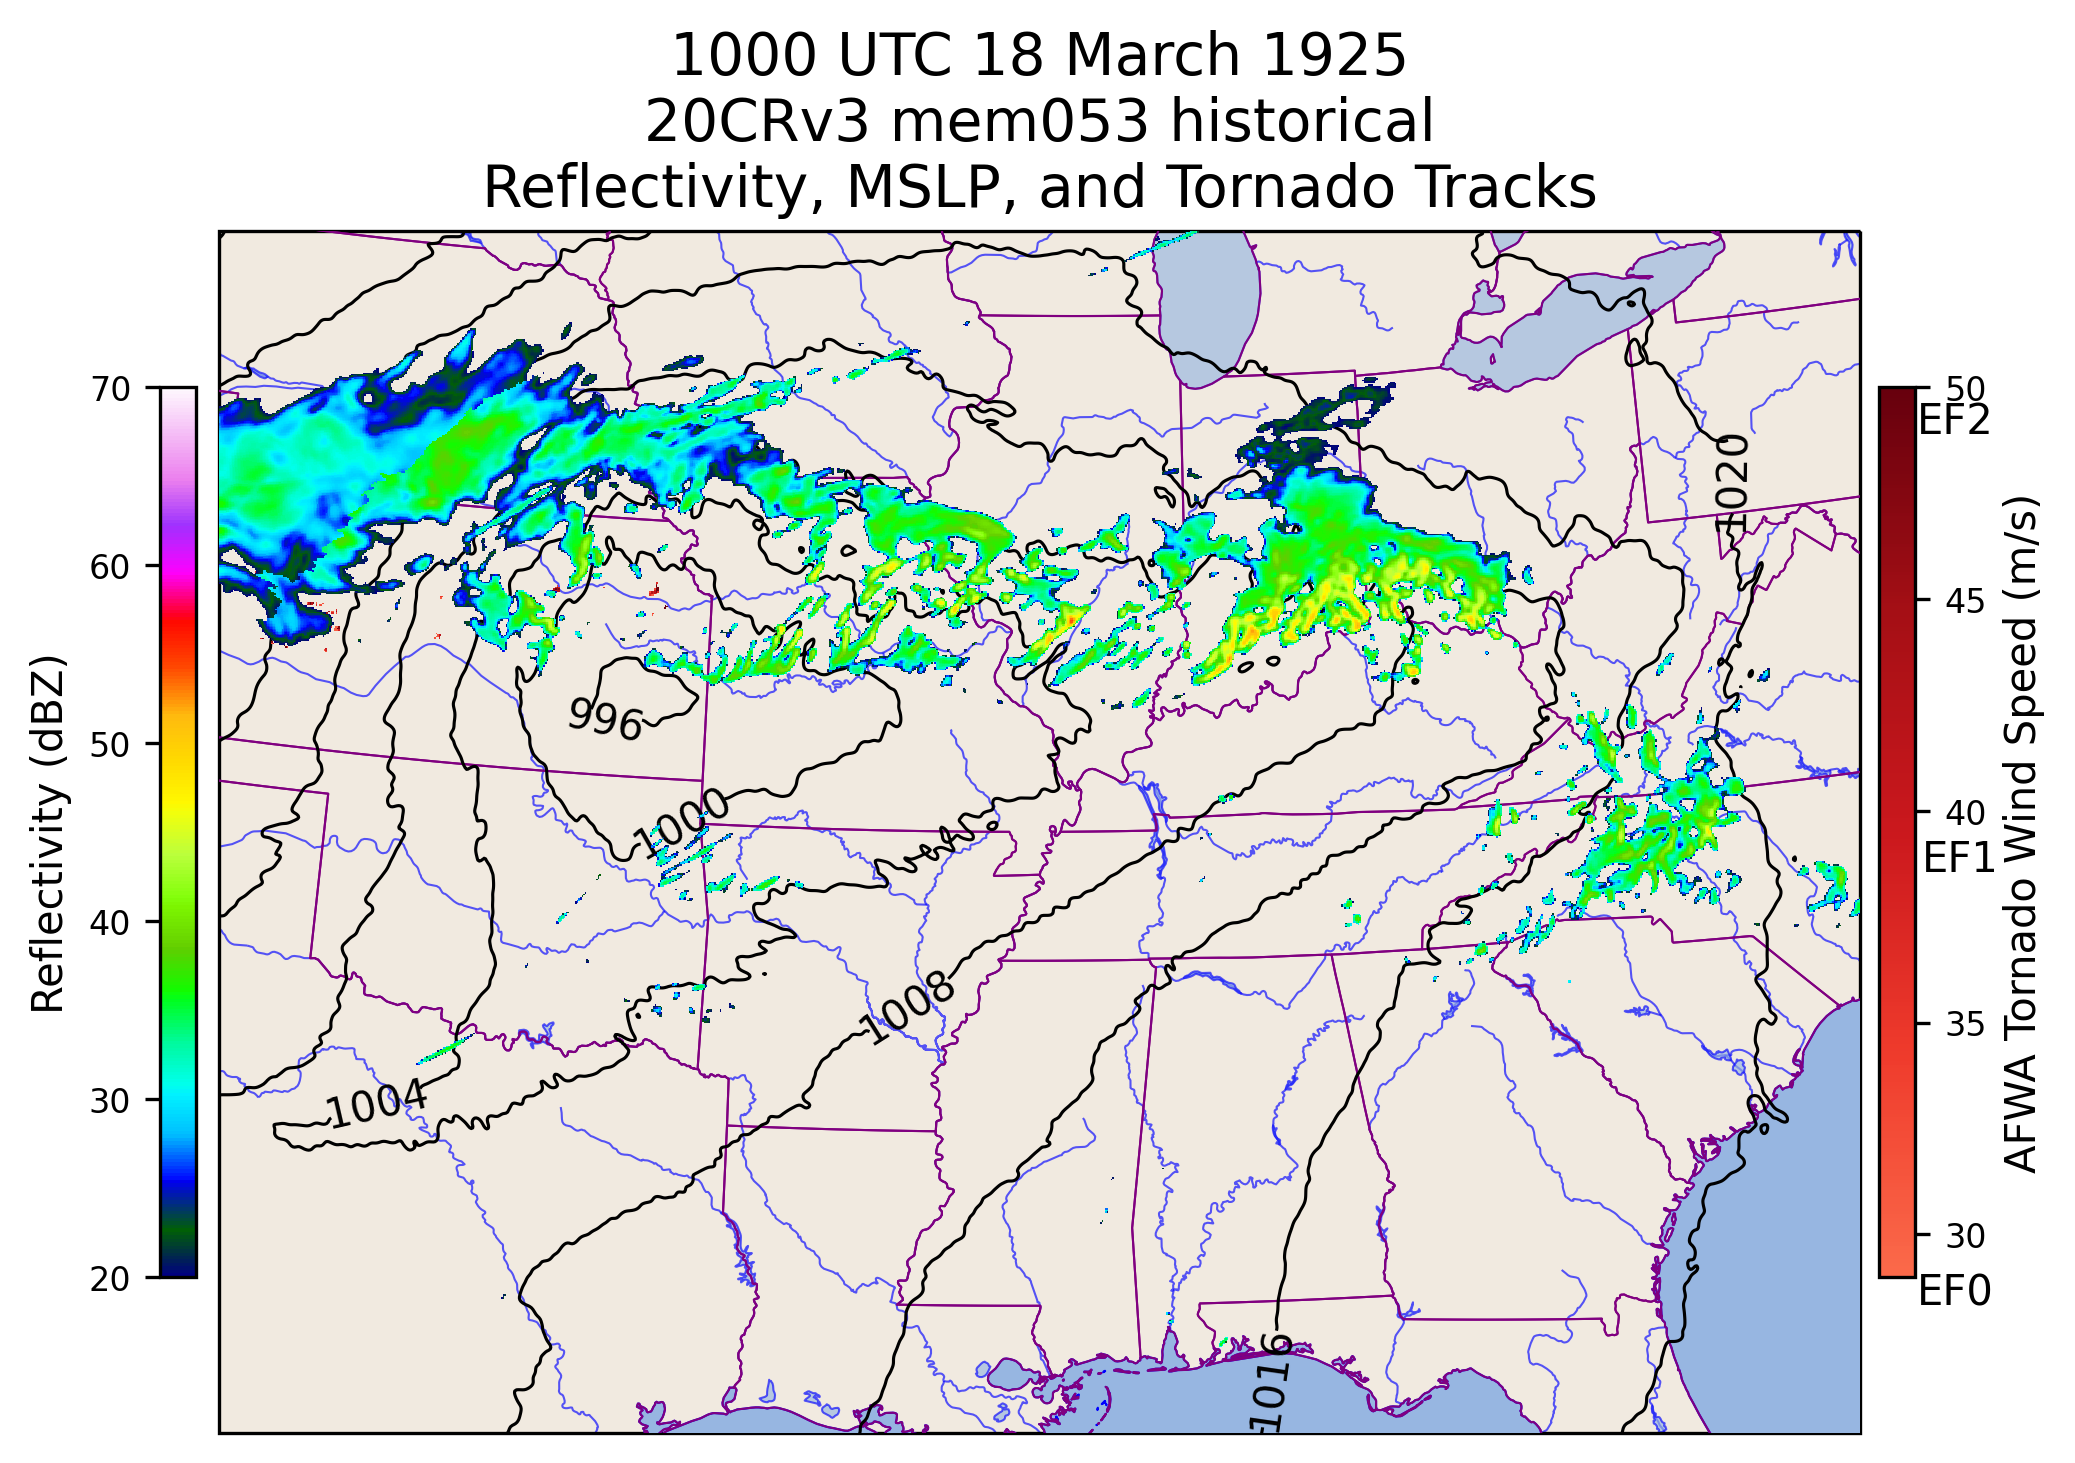 1000 UTC 18 March 1925
20CRv3 mem053 historical
Reflectivity, MSLP, and Tornado Tracks
Reflectivity (dBZ)
70
60
50
40
30
20
996
1000
1004
1008
1016
1020
50
EF2
45
40
EF1
35
30
EF0
AFWA Tornado Wind Speed (m/s)